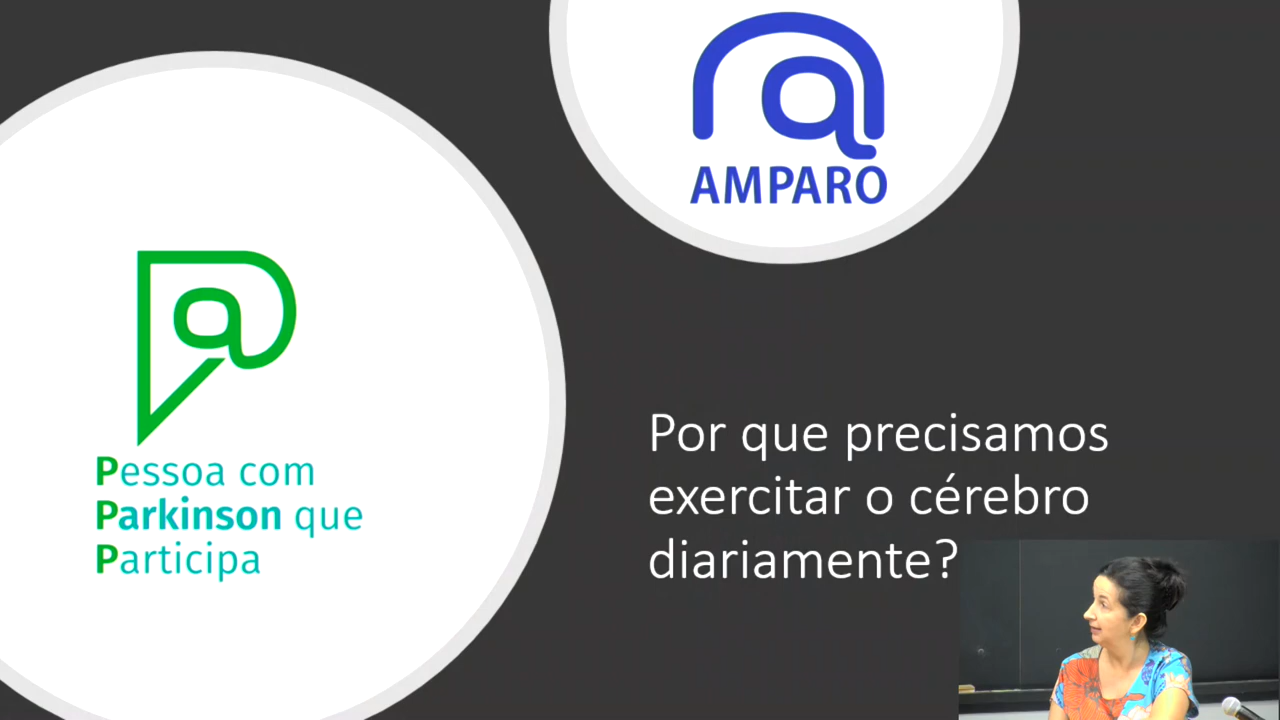 AMPARO
Pessoa com
Parkinson que
Participa
Por que precisamos
exercitar o cérebro
diariamente?